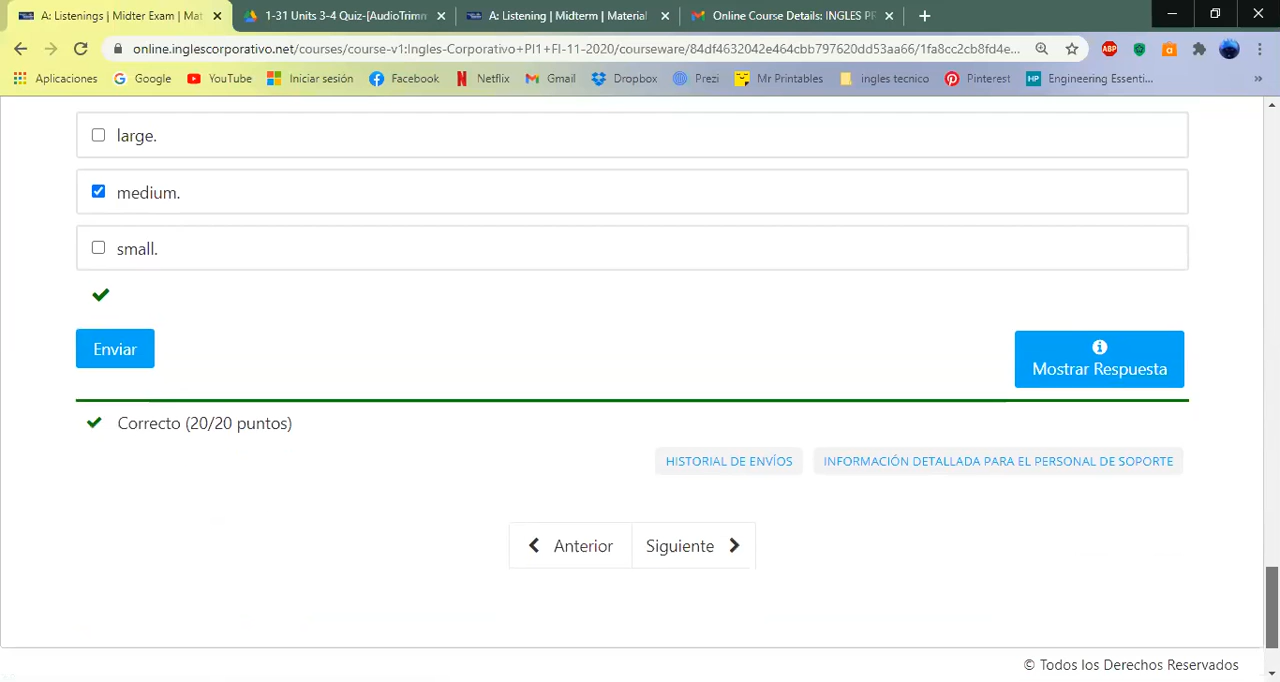 A: Listenings | Midter Exam | Mat
1-31 Units 3-4 Quiz-[AudioTrimm
A: Listening | Midterm | Material
Online Course Details: INGLES PR
online.inglescorporativo.net/courses/course-v1:Ingles-Corporativo+PI1+FI-11-2020/courseware/84df4632042e464cbb797620dd53aa66/1fa8cc2cb8fd4e...
ABP
Aplicaciones
Google
YouTube
Iniciar sesión
Facebook
Netflix
Gmail
Dropbox
Prezi
Mr Printables
ingles tecnico
Pinterest
HP
Engineering Essenti...
large.
medium.
small.
Enviar
Mostrar Respuesta
Correcto (20/20 puntos)
HISTORIAL DE ENVÍOS
INFORMACIÓN DETALLADA PARA EL PERSONAL DE SOPORTE
Anterior
Siguiente
© Todos los Derechos Reservados